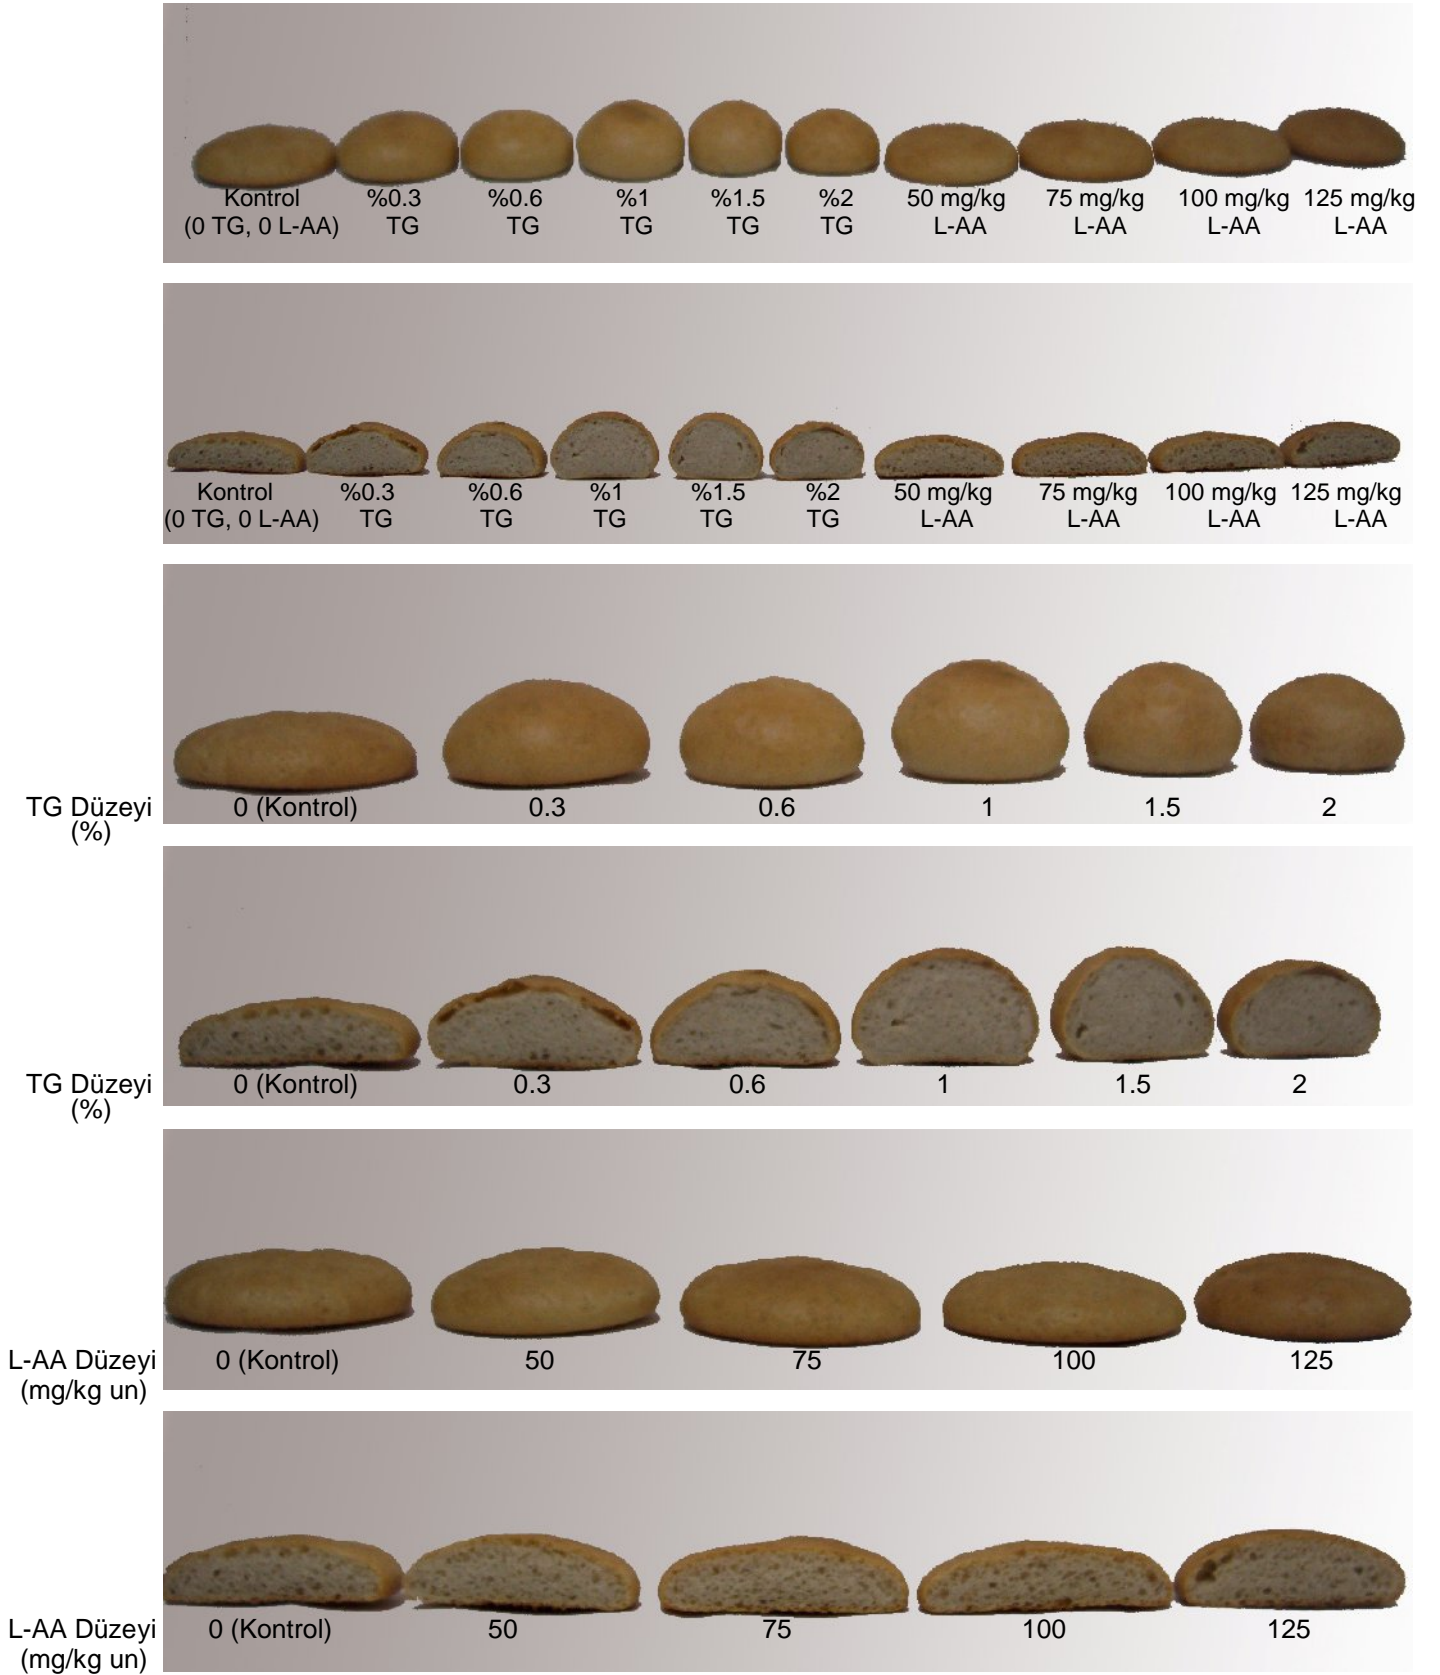 Kontrol %0.3 %0.6 %1 %1.5 %2 50 mg/kg 75 mg/kg 100 mg/kg 125 mg/kg
(0 TG, 0 L-AA) TG TG TG TG TG L-AA L-AA L-AA L-AA
Kontrol %0.3 %0.6 %1 %1.5 %2 50 mg/kg 75 mg/kg 100 mg/kg 125 mg/kg
(0 TG, 0 L-AA) TG TG TG TG TG L-AA L-AA L-AA L-AA
TG Düzeyi 0 (Kontrol) 0.3 0.6 1 1.5 2
(%)
TG Düzeyi 0 (Kontrol) 0.3 0.6 1 1.5 2
(%)
L-AA Düzeyi 0 (Kontrol) 50 75 100 125
(mg/kg un)
L-AA Düzeyi 0 (Kontrol) 50 75 100 125
(mg/kg un)